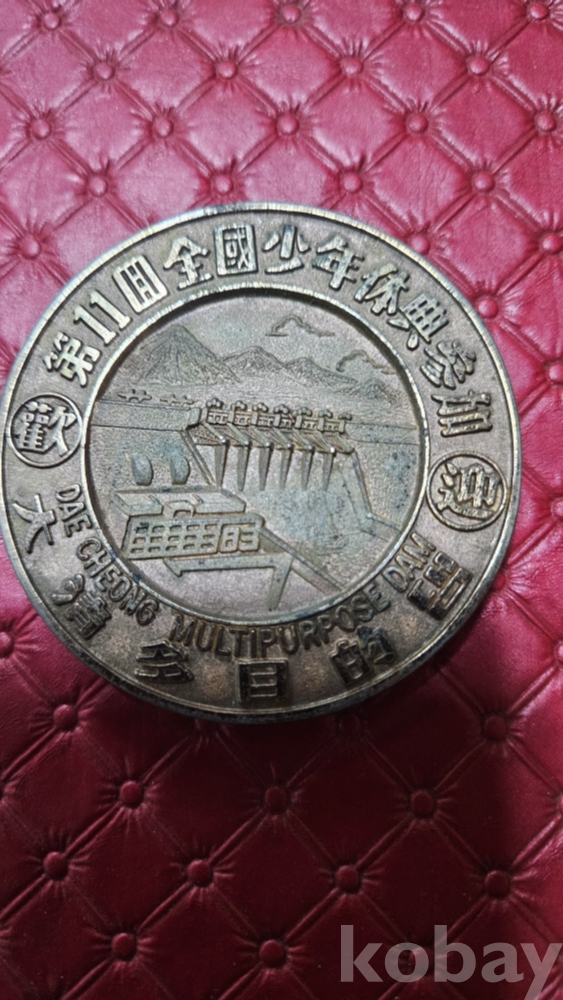 第11回全國少年体典參加
歡
迎
DAE CHEONG MULTIPURPOSE DAM
大淸多目的댐
kobay